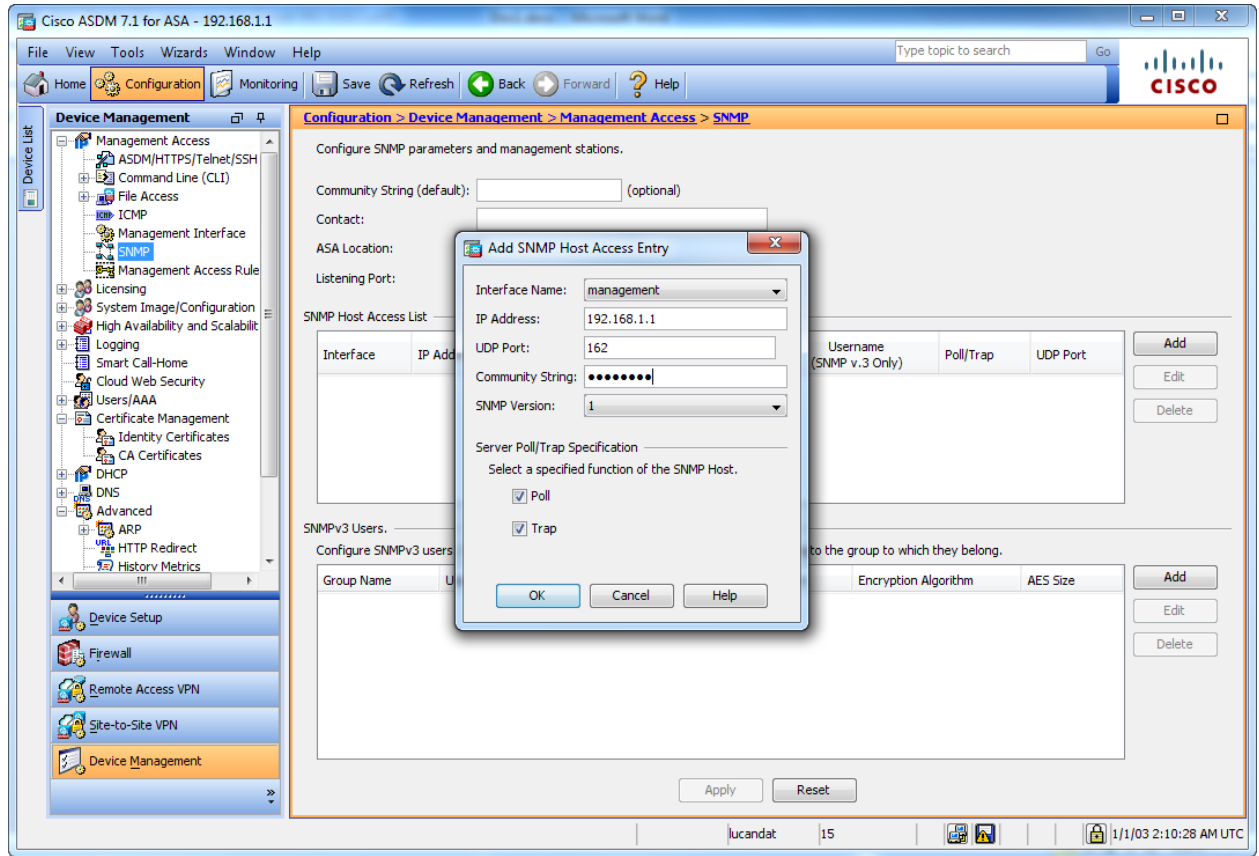 Cisco ASDM 7.1 for ASA - 192.168.1.1
File View Tools Wizards Window Help
Type topic to search Go
Home Configuration Monitoring Save Refresh Back Forward Help
CISCO
Device List
Device Management
Management Access
ASDM/HTTPS/Telnet/SSH
Command Line (CLI)
File Access
ICMP ICMP
Management Interface
SNMP
Management Access Rule
Licensing
System Image/Configuration
High Availability and Scalabilit
Logging
Smart Call-Home
Cloud Web Security
Users/AAA
Certificate Management
Identity Certificates
CA Certificates
DHCP
DNS DNS
Advanced
ARP
URL HTTP Redirect
History Metrics
Device Setup
Firewall
Remote Access VPN
Site-to-Site VPN
Device Management
Configuration > Device Management > Management Access > SNMP
Configure SNMP parameters and management stations.
Community String (default): (optional)
Contact:
ASA Location:
Listening Port:
SNMP Host Access List
Interface IP Add Username (SNMP v.3 Only) Poll/Trap UDP Port
Add
Edit
Delete
SNMPv3 Users.
Configure SNMPv3 users to the group to which they belong.
Group Name U Encryption Algorithm AES Size
Add
Edit
Delete
Apply Reset
Add SNMP Host Access Entry
Interface Name: management
IP Address: 192.168.1.1
UDP Port: 162
Community String: ••••••••
SNMP Version: 1
Server Poll/Trap Specification
Select a specified function of the SNMP Host.
Poll
Trap
OK Cancel Help
lucandat 15 1/1/03 2:10:28 AM UTC